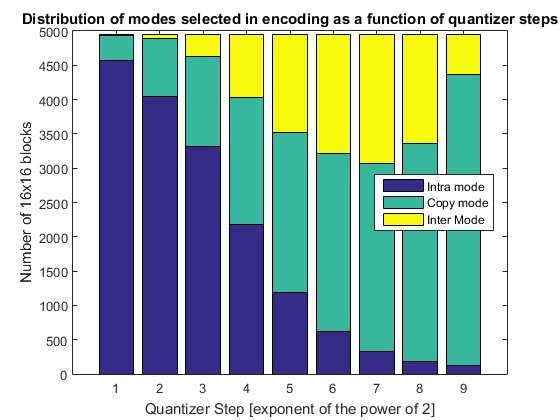 Distribution of modes selected in encoding as a function of quantizer steps
5000
4500
4000
3500
3000
2500
2000
1500
1000
500
0
Number of 16x16 blocks
Intra mode
Copy mode
Inter Mode
1 2 3 4 5 6 7 8 9
Quantizer Step [exponent of the power of 2]